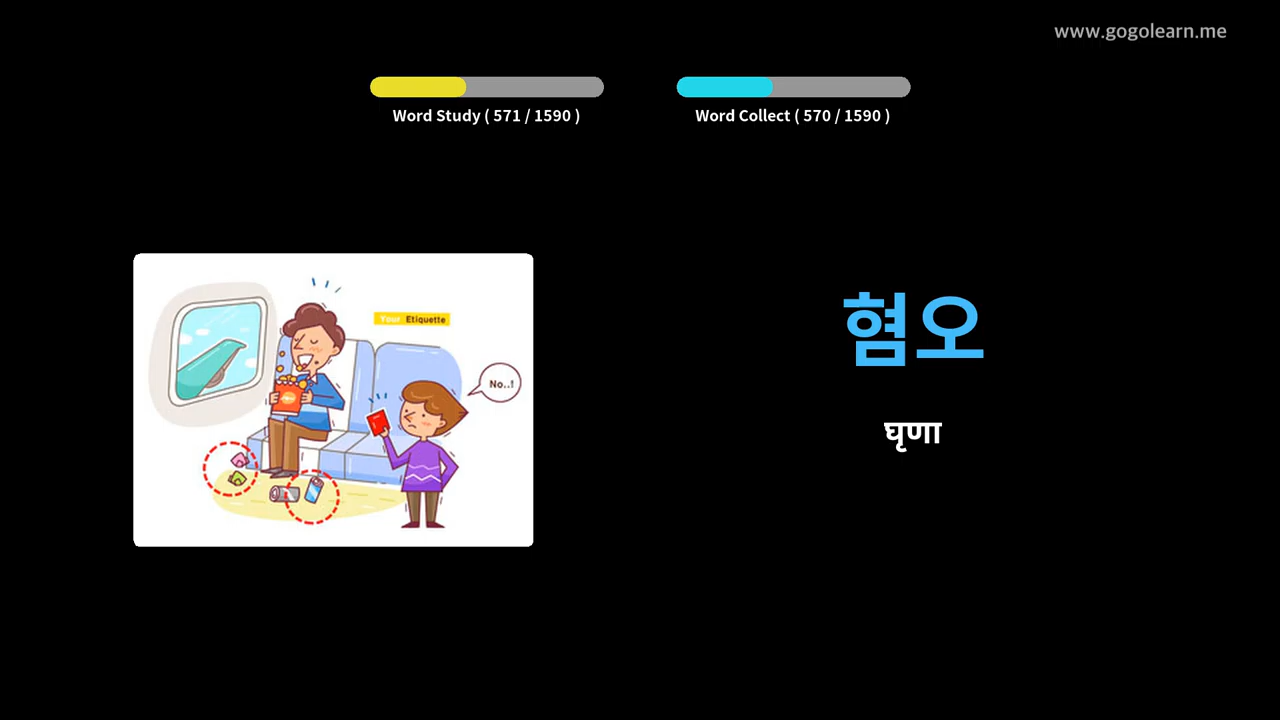 www.gogolearn.me
Word Study ( 571 / 1590 )
Word Collect ( 570 / 1590 )
Your Etiquette
No..!
혐오
घृणा